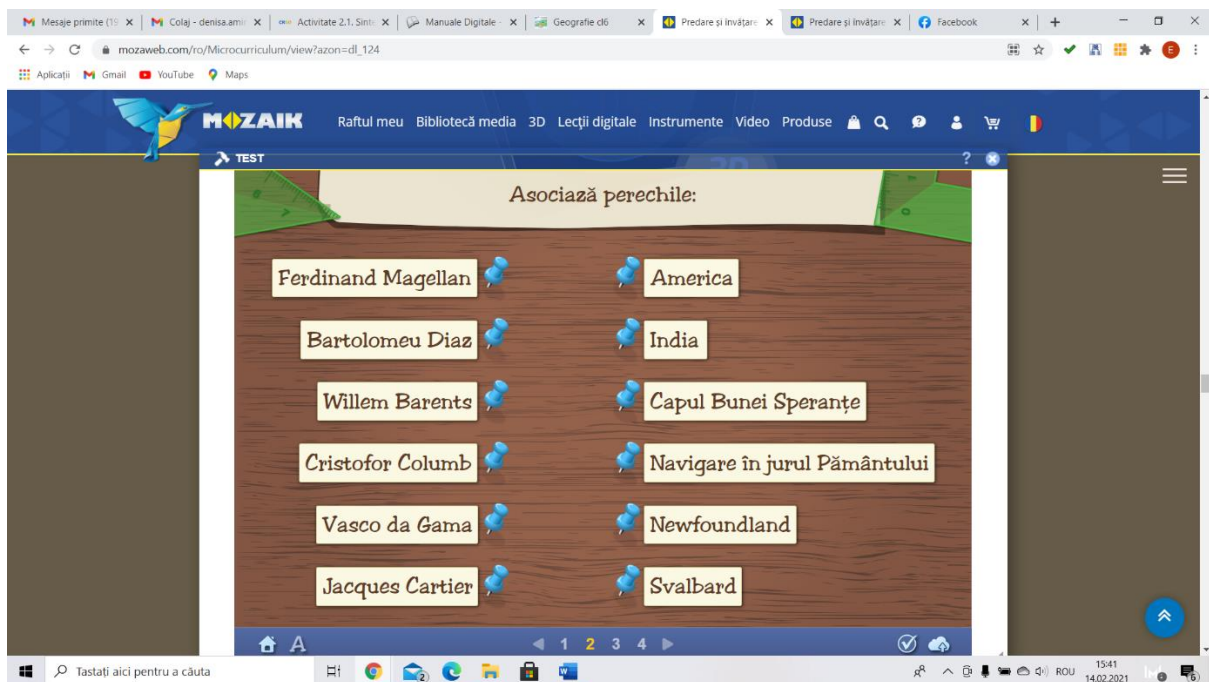 Mesaje primite (19
Colaj - denisa.amir
Activitate 2.1. Sinte
Manuale Digitale -
Geografie cl6
Predare și învățare
Predare și învățare
Facebook
mozaweb.com/ro/Microcurriculum/view?azon=dl_124
E
Aplicații Gmail YouTube Maps
MOZAIK Raftul meu Bibliotecă media 3D Lecții digitale Instrumente Video Produse
TEST ?
Asociază perechile:
Ferdinand Magellan America
Bartolomeu Diaz India
Willem Barents Capul Bunei Speranțe
Cristofor Columb Navigare în jurul Pământului
Vasco da Gama Newfoundland
Jacques Cartier Svalbard
A 1 2 3 4
Tastați aici pentru a căuta
ROU
15:41
14.02.2021